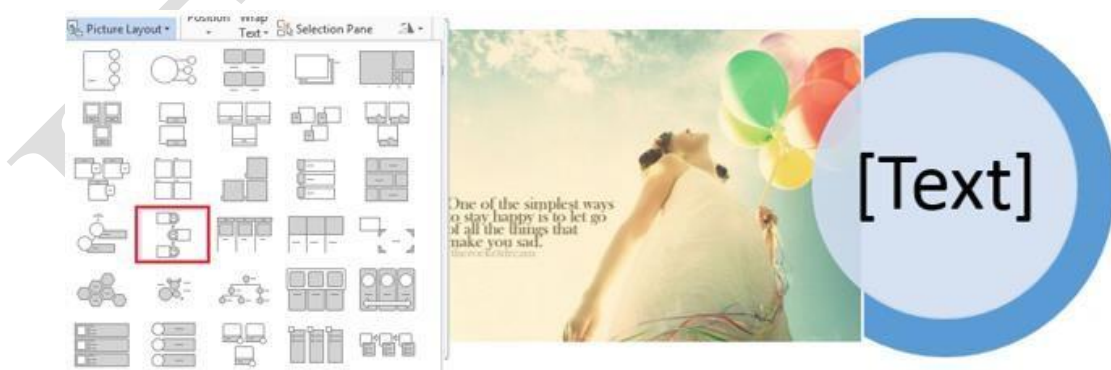 Position Wrap
Picture Layout Text Selection Pane
One of the simplest ways
to stay happy is to let go
of all the things that
make you sad.
[Text]